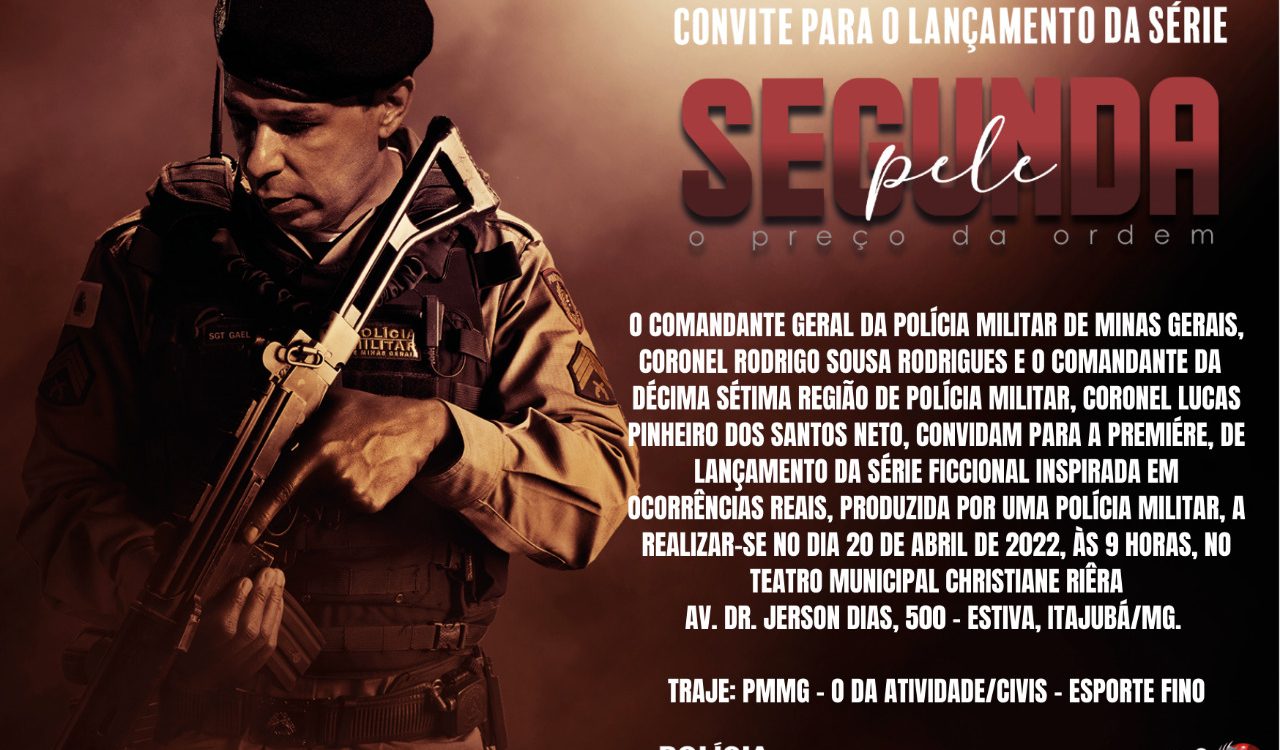 CONVITE PARA O LANÇAMENTO DA SÉRIE
SEGUNDA
pele
o preço da ordem
SGT GAEL
POLÍCIA
MILITAR
DE MINAS GERAIS
O COMANDANTE GERAL DA POLÍCIA MILITAR DE MINAS GERAIS,
CORONEL RODRIGO SOUSA RODRIGUES E O COMANDANTE DA
DÉCIMA SÉTIMA REGIÃO DE POLÍCIA MILITAR, CORONEL LUCAS
PINHEIRO DOS SANTOS NETO, CONVIDAM PARA A PREMIÉRE, DE
LANÇAMENTO DA SÉRIE FICCIONAL INSPIRADA EM
OCORRÊNCIAS REAIS, PRODUZIDA POR UMA POLÍCIA MILITAR, A
REALIZAR-SE NO DIA 20 DE ABRIL DE 2022, ÀS 9 HORAS, NO
TEATRO MUNICIPAL CHRISTIANE RIÊRA
AV. DR. JERSON DIAS, 500 - ESTIVA, ITAJUBÁ/MG.
TRAJE: PMMG - O DA ATIVIDADE/CIVIS - ESPORTE FINO
POLÍCIA